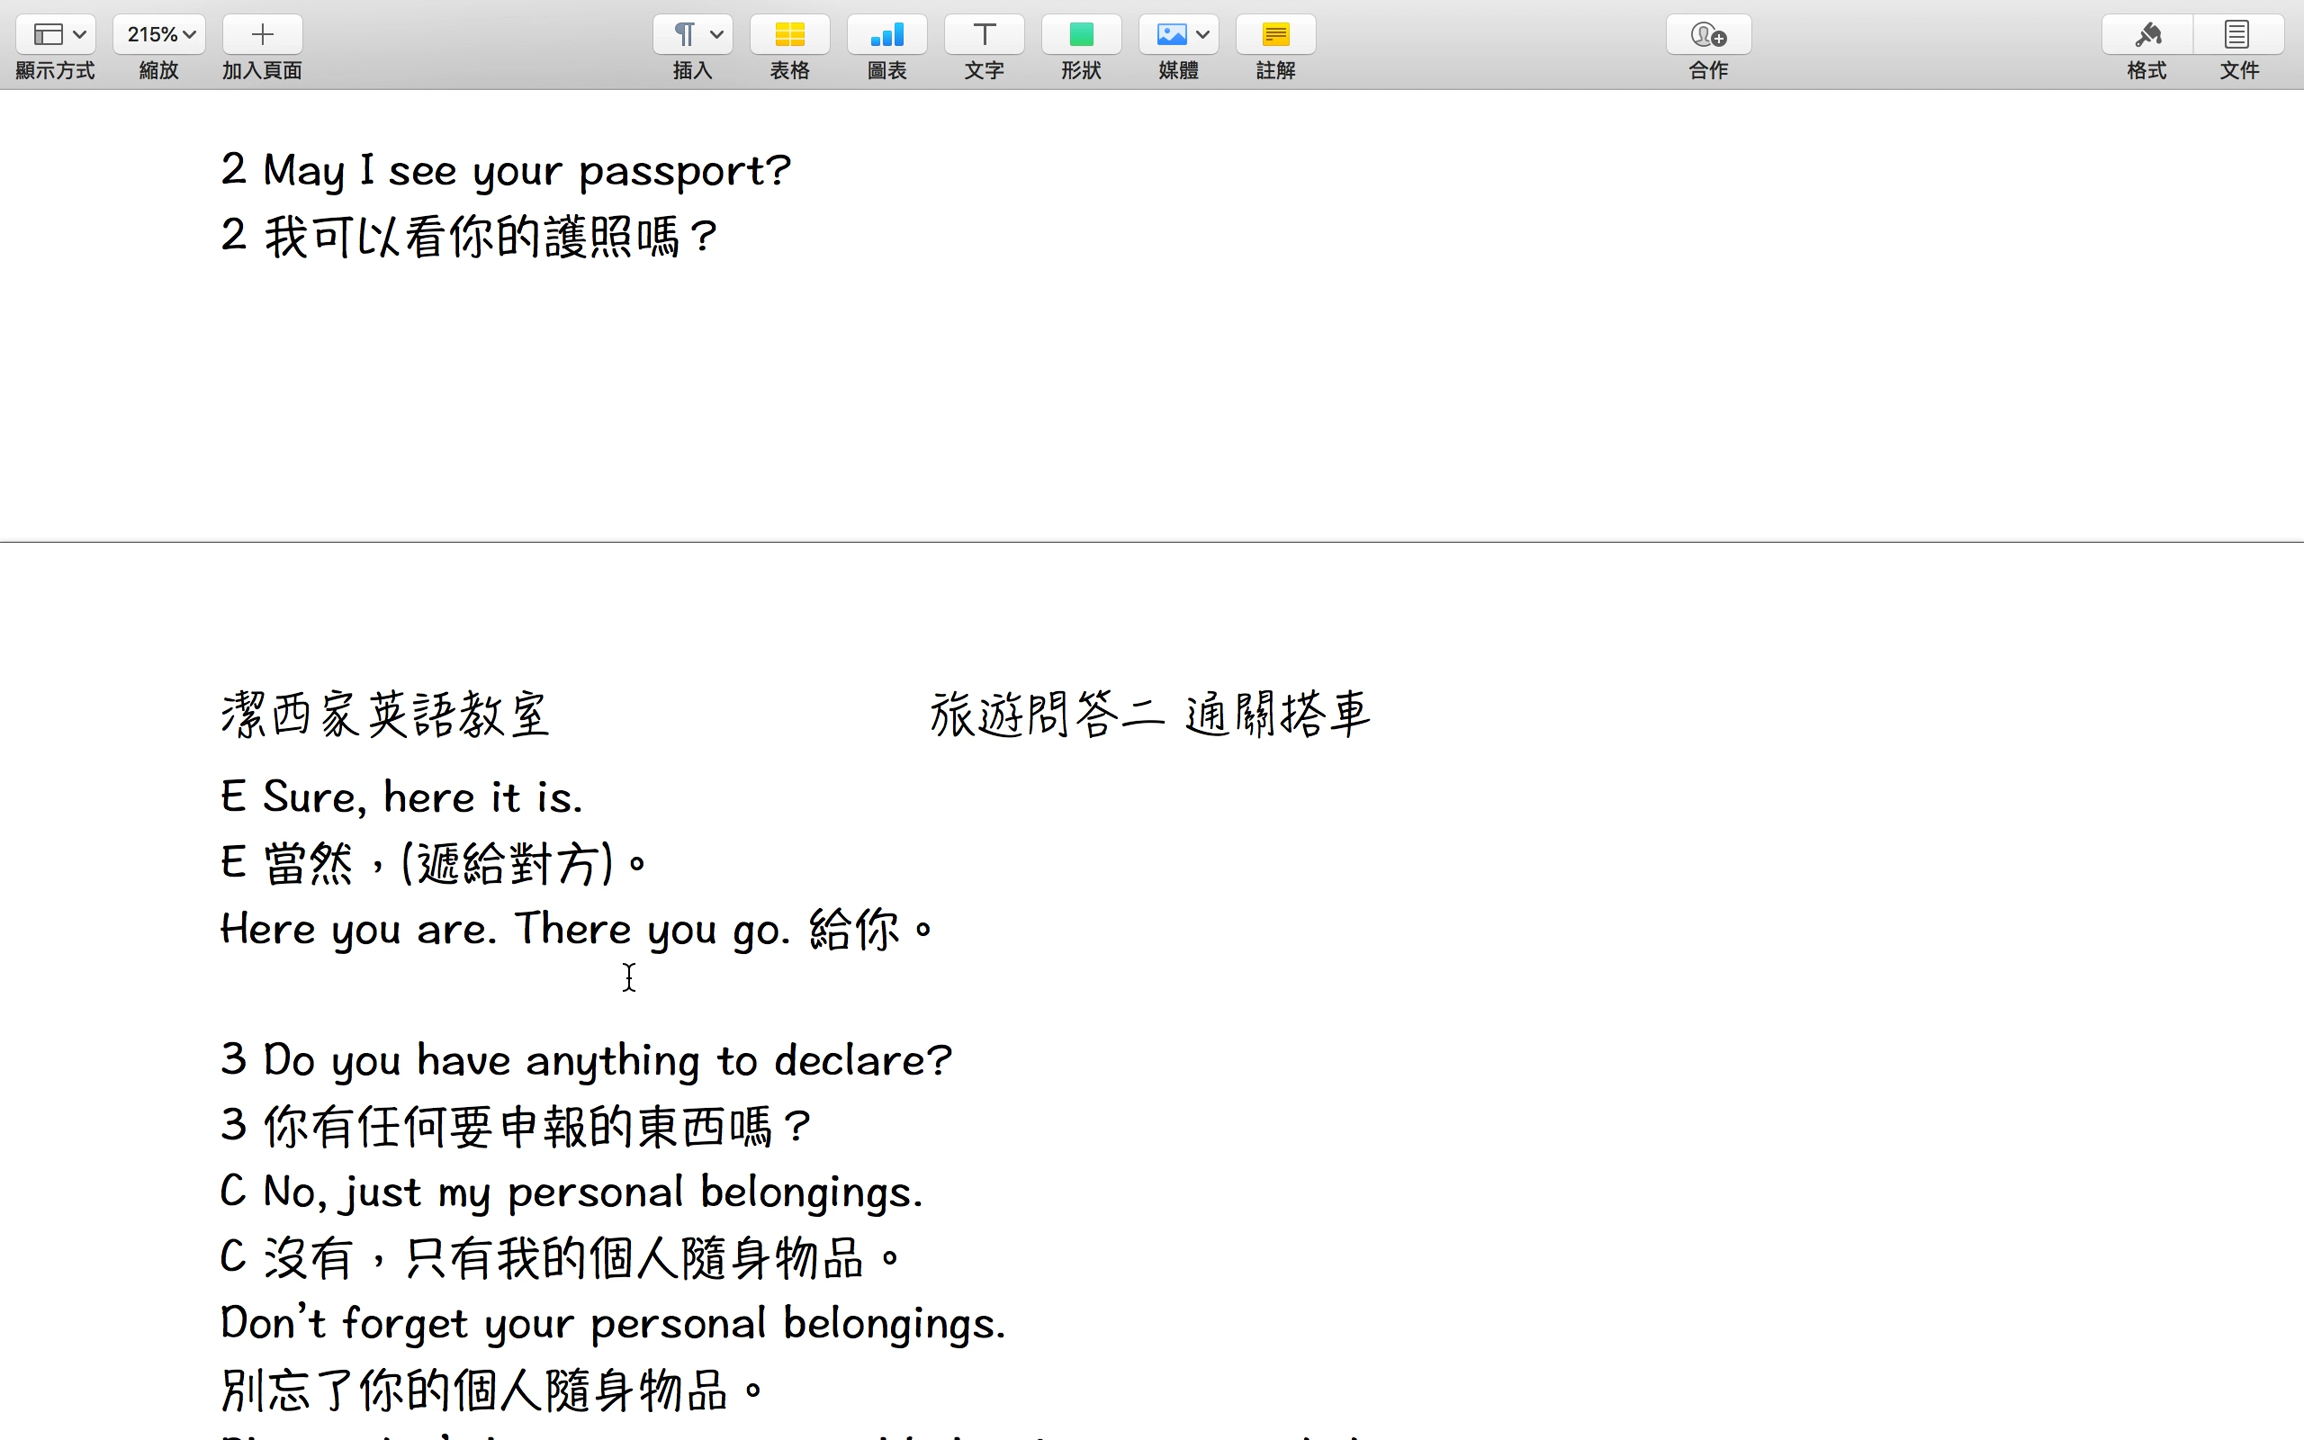 215%
顯示方式 縮放 加入頁面 插入 表格 圖表 文字 形狀 媒體 註解 合作 格式 文件
2 May I see your passport?
2 我可以看你的護照嗎？
潔西家英語教室 旅遊問答二 通關搭車
E Sure, here it is.
E 當然，(遞給對方)。
Here you are. There you go. 給你。
3 Do you have anything to declare?
3 你有任何要申報的東西嗎？
C No, just my personal belongings.
C 沒有，只有我的個人隨身物品。
Don't forget your personal belongings.
別忘了你的個人隨身物品。